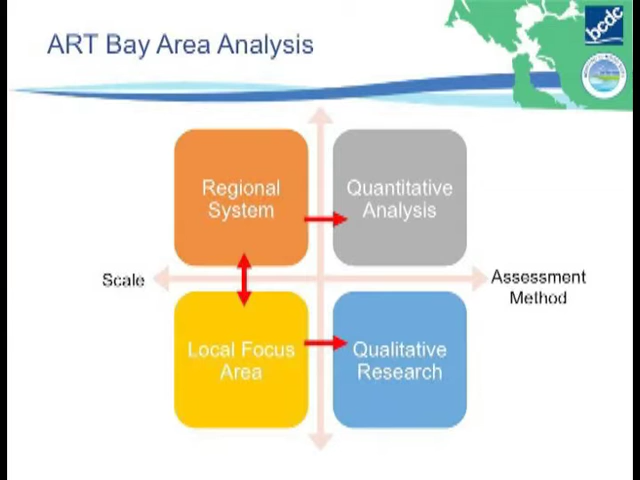 ART Bay Area Analysis
bcdc
Regional
System
Quantitative
Analysis
Scale
Assessment
Method
Local Focus
Area
Qualitative
Research